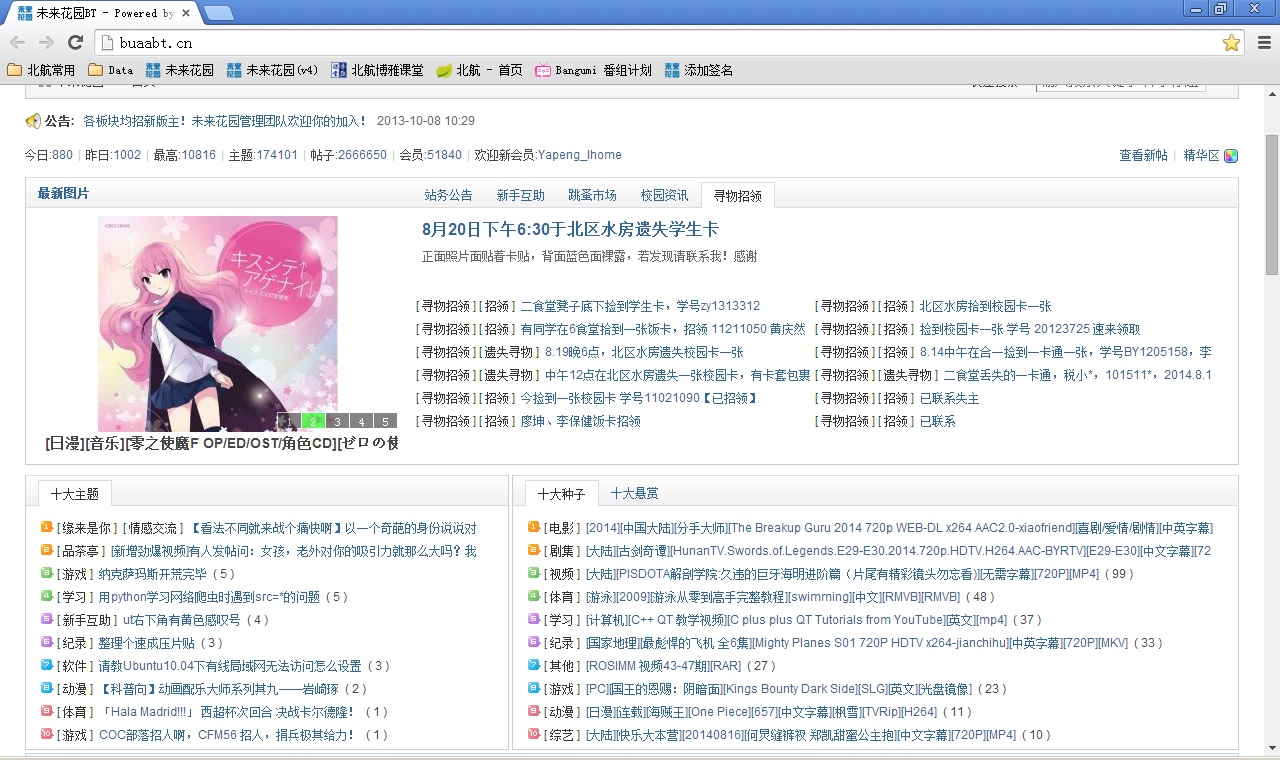 未来花园BT - Powered by
buaabt.cn
北航常用 Data 未来花园 未来花园(v4) 北航博雅课堂 北航 - 首页 Bangumi 番组计划 添加签名
公告: 各板块均招新版主！未来花园管理团队欢迎你的加入！ 2013-10-08 10:29
今日:880 | 昨日:1002 | 最高:10816 | 主题:174101 | 帖子:2666650 | 会员:51840 | 欢迎新会员:Yapeng_Ihome 查看新帖 | 精华区
最新图片 站务公告 新手互助 跳蚤市场 校园资讯 寻物招领
8月20日下午6:30于北区水房遗失学生卡
正面照片面贴着卡贴，背面蓝色面裸露，若发现请联系我！感谢
キスシテ↑
アゲナイ↓
[寻物招领][招领] 二食堂凳子底下捡到学生卡，学号zy1313312 [寻物招领][招领] 北区水房拾到校园卡一张
[寻物招领][招领] 有同学在6食堂拾到一张饭卡，招领 11211050 黄庆然 [寻物招领][招领] 捡到校园卡一张 学号 20123725 速来领取
[寻物招领][遗失寻物] 8.19晚6点，北区水房遗失校园卡一张 [寻物招领][招领] 8.14中午在合一捡到一卡通一张，学号BY1205158，李
[寻物招领][遗失寻物] 中午12点在北区水房遗失一张校园卡，有卡套包裹 [寻物招领][遗失寻物] 二食堂丢失的一卡通，税小*，101511*，2014.8.1
[寻物招领][招领] 今捡到一张校园卡 学号11021090【已招领】 [寻物招领][招领] 已联系失主
[寻物招领][招领] 廖坤、李保健饭卡招领 [寻物招领][招领] 已联系
1 2 3 4 5
[日漫][音乐][零之使魔F OP/ED/OST/角色CD][ゼロの使
十大主题
1 [缘来是你] [情感交流] 【看法不同就来战个痛快啊】以一个奇葩的身份说说对
2 [品茶亭] [新增劲爆视频]有人发帖问：女孩，老外对你的吸引力就那么大吗？我
3 [游戏] 纳克萨玛斯开荒完毕 ( 5 )
4 [学习] 用python学习网络爬虫时遇到src=*的问题 ( 5 )
5 [新手互助] ut右下角有黄色感叹号 ( 4 )
6 [纪录] 整理个速成压片贴 ( 3 )
7 [软件] 请教Ubuntu10.04下有线局域网无法访问怎么设置 ( 3 )
8 [动漫] 【科普向】动画配乐大师系列其九——岩崎琢 ( 2 )
9 [体育] 「Hala Madrid!!!」 西超杯次回合 决战卡尔德隆！ ( 1 )
10 [游戏] COC部落招人啊，CFM56 招人，捐兵极其给力！ ( 1 )
十大种子 十大悬赏
1 [电影] [2014][中国大陆][分手大师][The Breakup Guru 2014 720p WEB-DL x264 AAC2.0-xiaofriend][喜剧/爱情/剧情][中英字幕]
2 [剧集] [大陆][古剑奇谭][HunanTV.Swords.of.Legends.E29-E30.2014.720p.HDTV.H264.AAC-BYRTV][E29-E30][中文字幕][72
3 [视频] [大陆][PISDOTA解剖学院:久违的巨牙海明进阶篇（片尾有精彩镜头勿忘看)][无需字幕][720P][MP4] ( 99 )
4 [体育] [游泳][2009][游泳从零到高手完整教程][swimming][中文][RMVB][RMVB] ( 48 )
5 [学习] [计算机][C++ QT 教学视频][C plus plus QT Tutorials from YouTube][英文][mp4] ( 37 )
6 [纪录] [国家地理][最彪悍的飞机 全6集][Mighty Planes S01 720P HDTV x264-jianchihu][中英字幕][720P][MKV] ( 33 )
7 [其他] [ROSIMM 视频43-47期][RAR] ( 27 )
8 [游戏] [PC][国王的恩赐：阴暗面][Kings Bounty Dark Side][SLG][英文][光盘镜像] ( 23 )
9 [动漫] [日漫][连载][海贼王][One Piece][657][中文字幕][枫雪][TVRip][H264] ( 11 )
10 [综艺] [大陆][快乐大本营][20140816][何炅缝裤衩 郑凯甜蜜公主抱][中文字幕][720P][MP4] ( 10 )